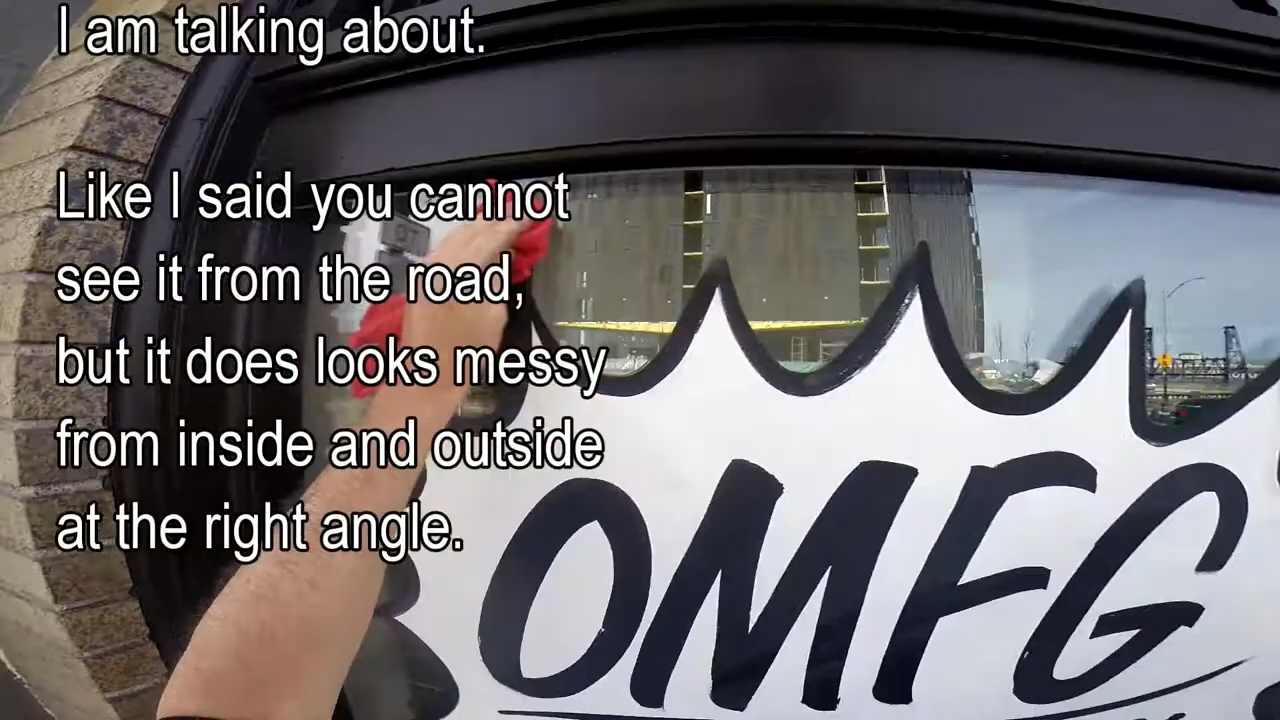 I am talking about.
Like I said you cannot
see it from the road,
but it does looks messy
from inside and outside
at the right angle.
OMFG